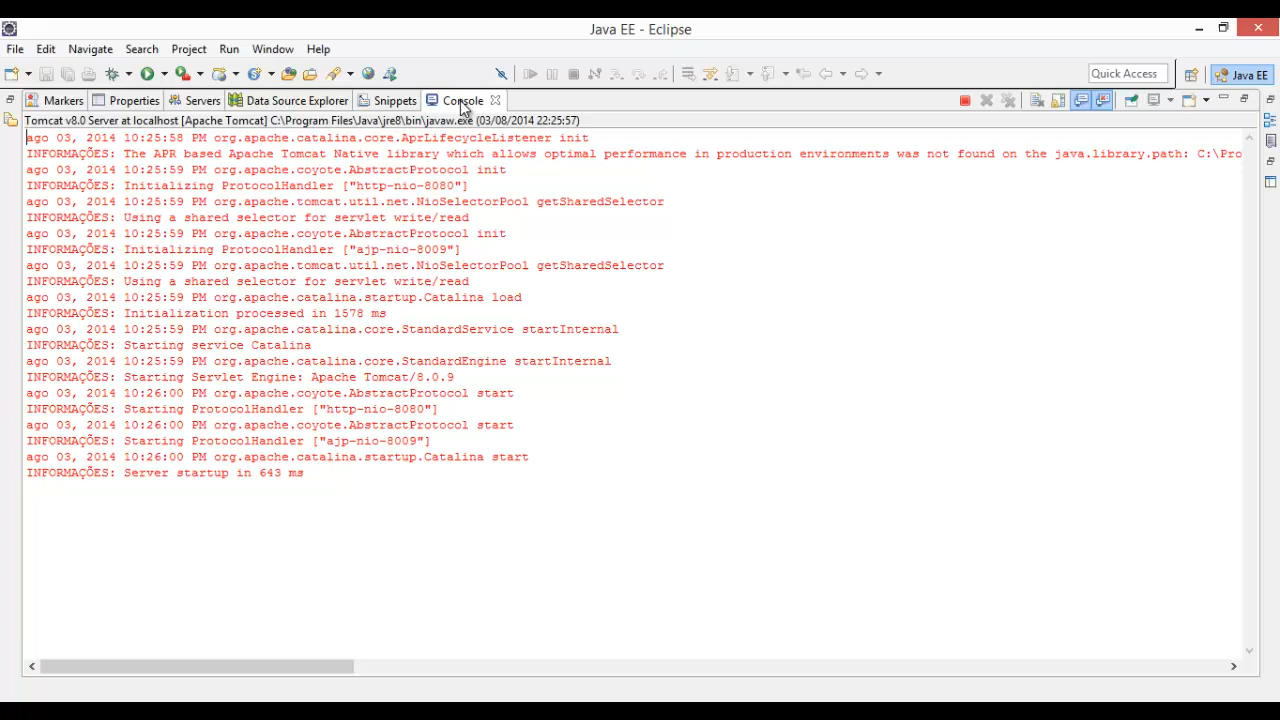 Java EE - Eclipse
File Edit Navigate Search Project Run Window Help
Quick Access Java EE
Markers Properties Servers Data Source Explorer Snippets Console
Tomcat v8.0 Server at localhost [Apache Tomcat] C:\Program Files\Java\jre8\bin\javaw.exe (03/08/2014 22:25:57)
ago 03, 2014 10:25:58 PM org.apache.catalina.core.AprLifecycleListener init
INFORMAÇÕES: The APR based Apache Tomcat Native library which allows optimal performance in production environments was not found on the java.library.path: C:\Pro
ago 03, 2014 10:25:59 PM org.apache.coyote.AbstractProtocol init
INFORMAÇÕES: Initializing ProtocolHandler ["http-nio-8080"]
ago 03, 2014 10:25:59 PM org.apache.tomcat.util.net.NioSelectorPool getSharedSelector
INFORMAÇÕES: Using a shared selector for servlet write/read
ago 03, 2014 10:25:59 PM org.apache.coyote.AbstractProtocol init
INFORMAÇÕES: Initializing ProtocolHandler ["ajp-nio-8009"]
ago 03, 2014 10:25:59 PM org.apache.tomcat.util.net.NioSelectorPool getSharedSelector
INFORMAÇÕES: Using a shared selector for servlet write/read
ago 03, 2014 10:25:59 PM org.apache.catalina.startup.Catalina load
INFORMAÇÕES: Initialization processed in 1578 ms
ago 03, 2014 10:25:59 PM org.apache.catalina.core.StandardService startInternal
INFORMAÇÕES: Starting service Catalina
ago 03, 2014 10:25:59 PM org.apache.catalina.core.StandardEngine startInternal
INFORMAÇÕES: Starting Servlet Engine: Apache Tomcat/8.0.9
ago 03, 2014 10:26:00 PM org.apache.coyote.AbstractProtocol start
INFORMAÇÕES: Starting ProtocolHandler ["http-nio-8080"]
ago 03, 2014 10:26:00 PM org.apache.coyote.AbstractProtocol start
INFORMAÇÕES: Starting ProtocolHandler ["ajp-nio-8009"]
ago 03, 2014 10:26:00 PM org.apache.catalina.startup.Catalina start
INFORMAÇÕES: Server startup in 643 ms